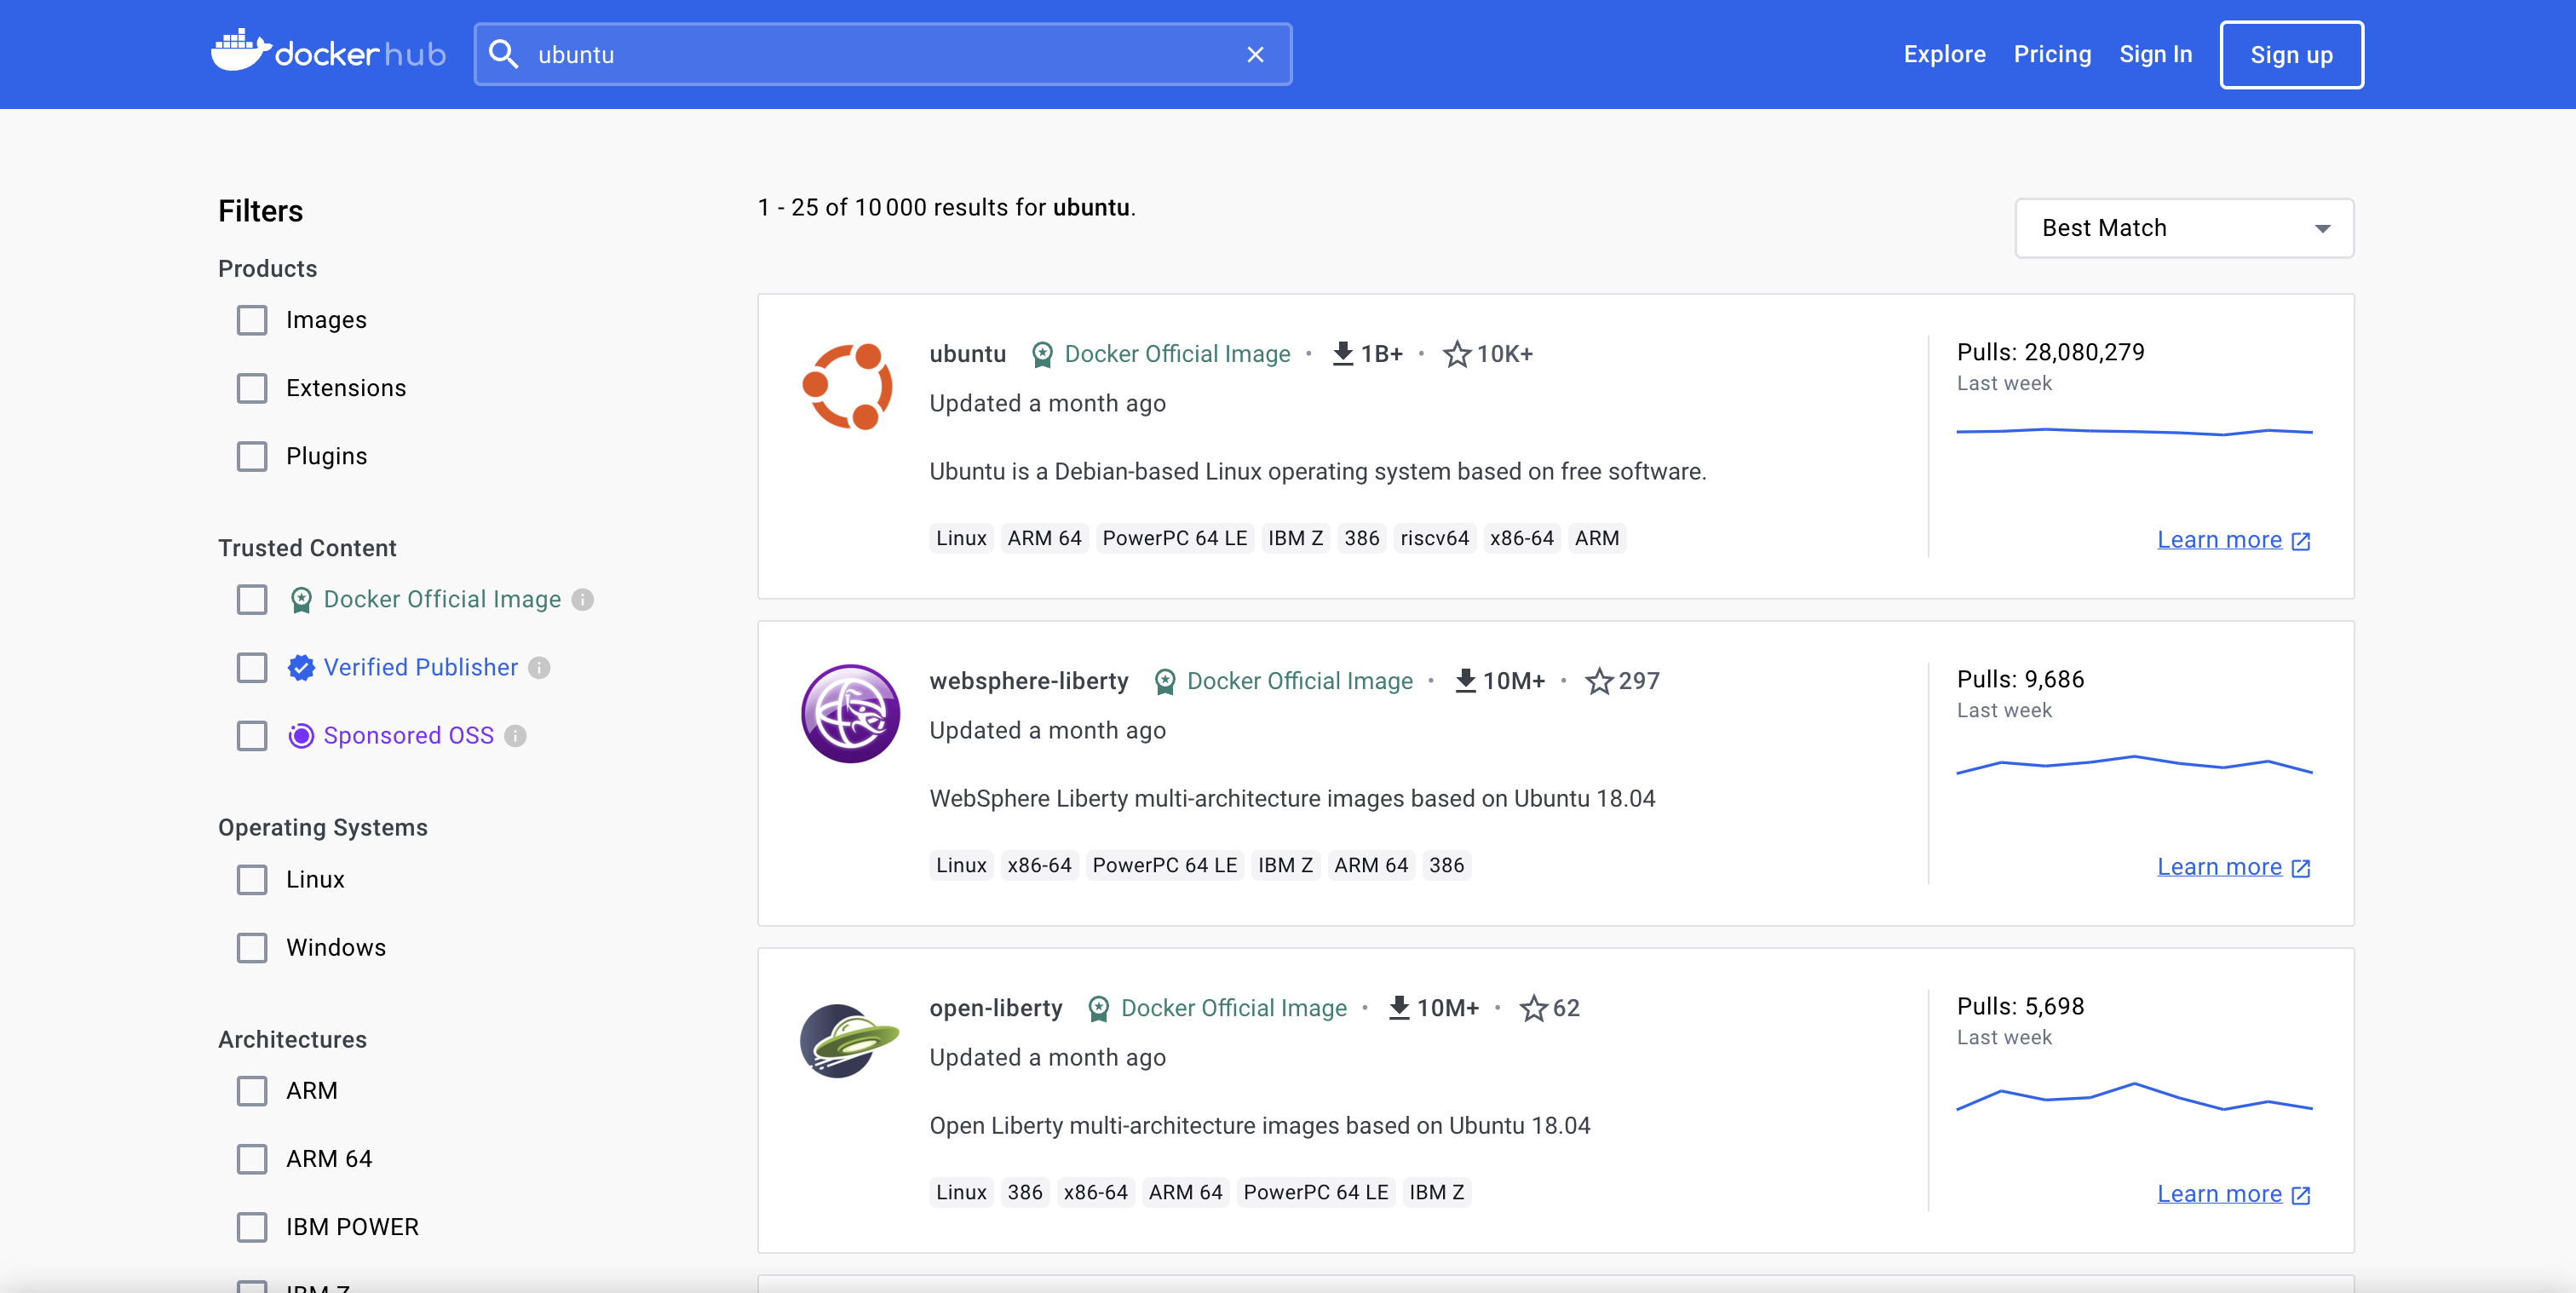 docker hub
ubuntu
Explore Pricing Sign In Sign up
Filters
Products
Images
Extensions
Plugins
Trusted Content
Docker Official Image
Verified Publisher
Sponsored OSS
Operating Systems
Linux
Windows
Architectures
ARM
ARM 64
IBM POWER
IBM Z
1 - 25 of 10 000 results for ubuntu.
Best Match
ubuntu Docker Official Image • 1B+ • 10K+
Updated a month ago
Ubuntu is a Debian-based Linux operating system based on free software.
Linux ARM 64 PowerPC 64 LE IBM Z 386 riscv64 x86-64 ARM
Pulls: 28,080,279
Last week
Learn more
websphere-liberty Docker Official Image • 10M+ • 297
Updated a month ago
WebSphere Liberty multi-architecture images based on Ubuntu 18.04
Linux x86-64 PowerPC 64 LE IBM Z ARM 64 386
Pulls: 9,686
Last week
Learn more
open-liberty Docker Official Image • 10M+ • 62
Updated a month ago
Open Liberty multi-architecture images based on Ubuntu 18.04
Linux 386 x86-64 ARM 64 PowerPC 64 LE IBM Z
Pulls: 5,698
Last week
Learn more